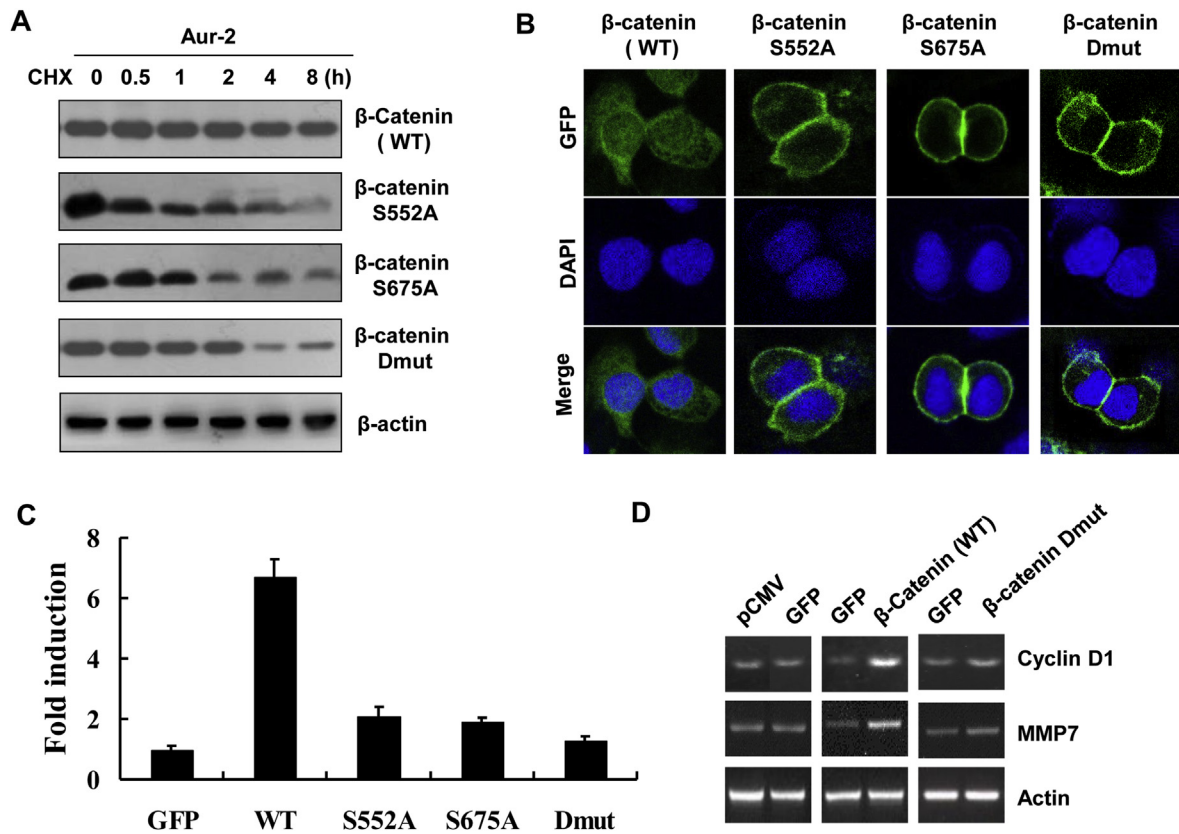 A
Aur-2
CHX 0 0.5 1 2 4 8 (h)
β-Catenin
( WT)
β-catenin
S552A
β-catenin
S675A
β-catenin
Dmut
β-actin
B
β-catenin
( WT)
β-catenin
S552A
β-catenin
S675A
β-catenin
Dmut
GFP
DAPI
Merge
C
Fold induction
8
6
4
2
0
GFP WT S552A S675A Dmut
D
pCMV
GFP
GFP
β-Catenin (WT)
GFP
β-catenin Dmut
Cyclin D1
MMP7
Actin